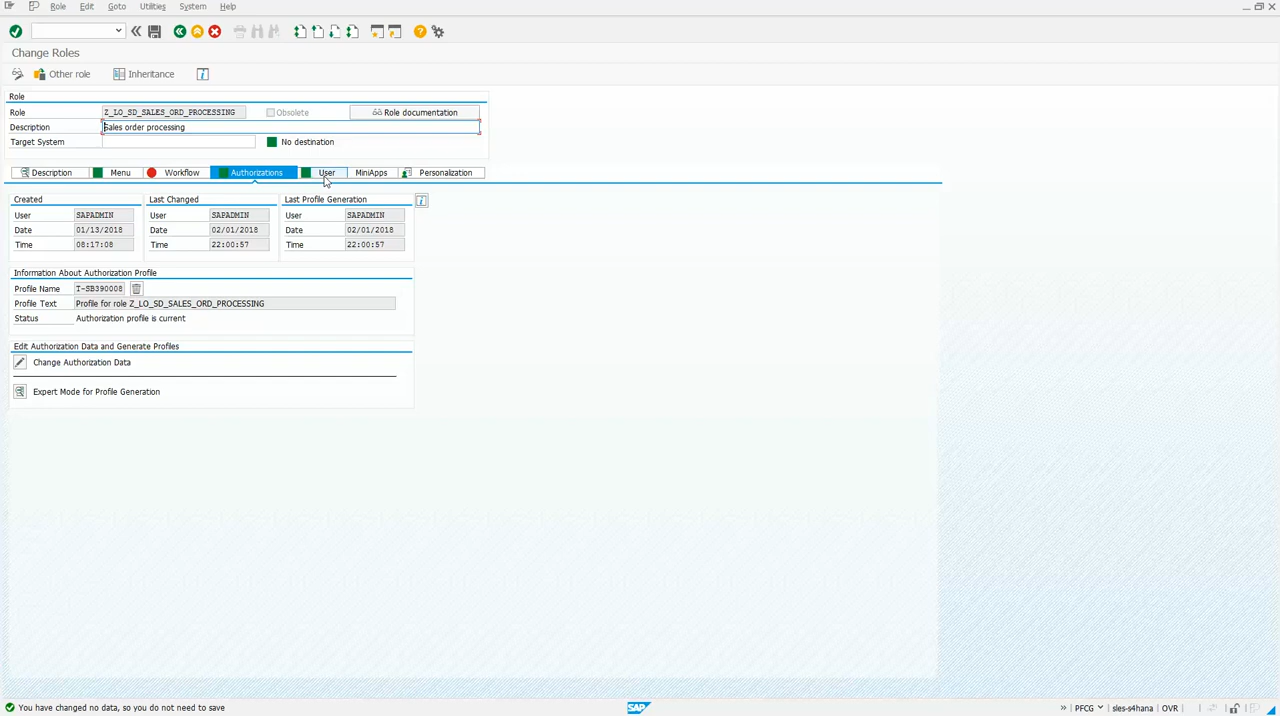 Role Edit Goto Utilities System Help
Change Roles
Other role Inheritance
Role
Role Z_LO_SD_SALES_ORD_PROCESSING Obsolete Role documentation
Description Sales order processing
Target System No destination
Description Menu Workflow Authorizations User MiniApps Personalization
Created Last Changed Last Profile Generation
User SAPADMIN User SAPADMIN User SAPADMIN
Date 01/13/2018 Date 02/01/2018 Date 02/01/2018
Time 08:17:08 Time 22:00:57 Time 22:00:57
Information About Authorization Profile
Profile Name T-SB390008
Profile Text Profile for role Z_LO_SD_SALES_ORD_PROCESSING
Status Authorization profile is current
Edit Authorization Data and Generate Profiles
Change Authorization Data
Expert Mode for Profile Generation
You have changed no data, so you do not need to save SAP PFCG sles-s4hana OVR